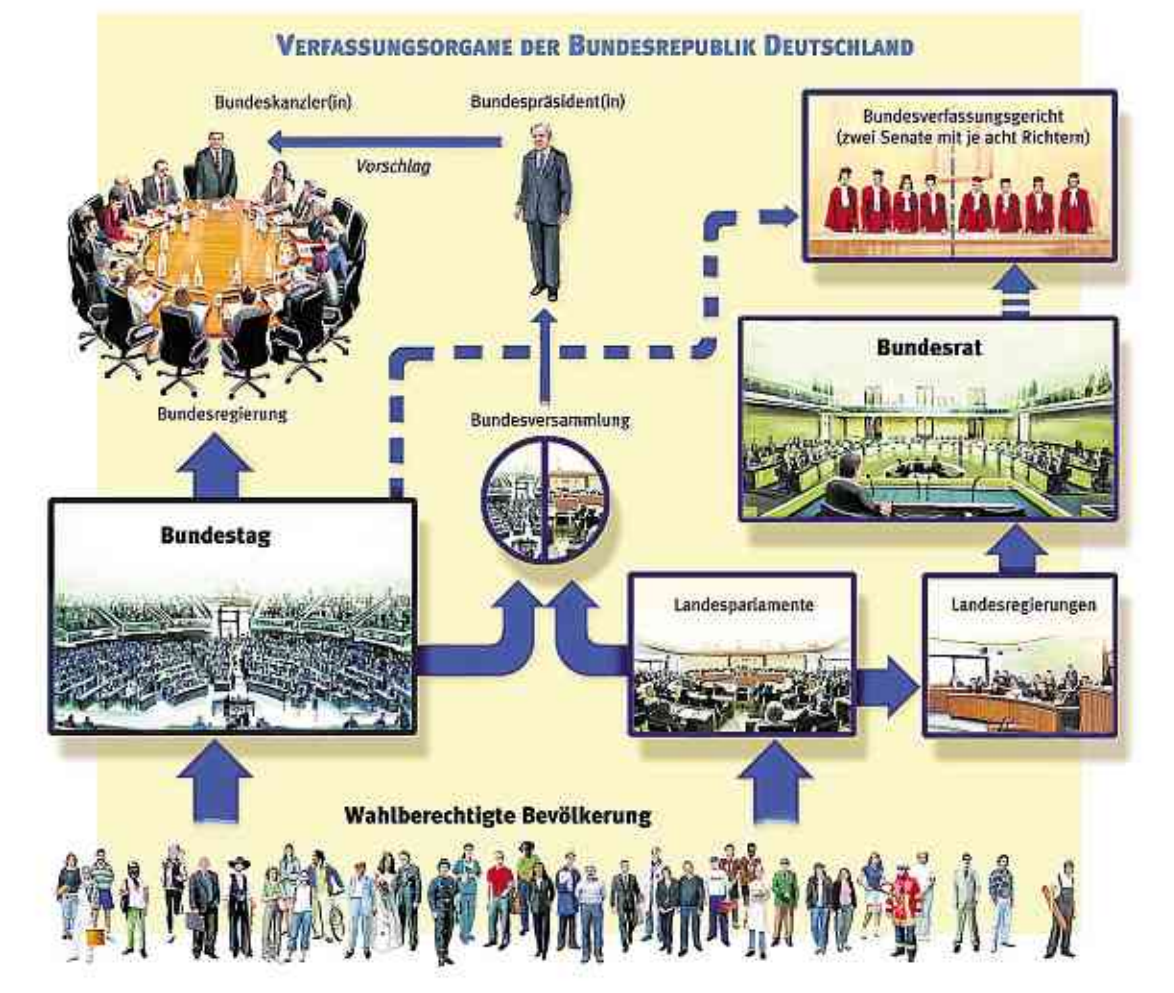 VERFASSUNGSORGANE DER BUNDESREPUBLIK DEUTSCHLAND
Bundeskanzler(in)
Bundespräsident(in)
Vorschlag
Bundesverfassungsgericht
(zwei Senate mit je acht Richtern)
Bundesrat
Bundesregierung
Bundesversammlung
Bundestag
Landesparlamente
Landesregierungen
Wahlberechtigte Bevölkerung